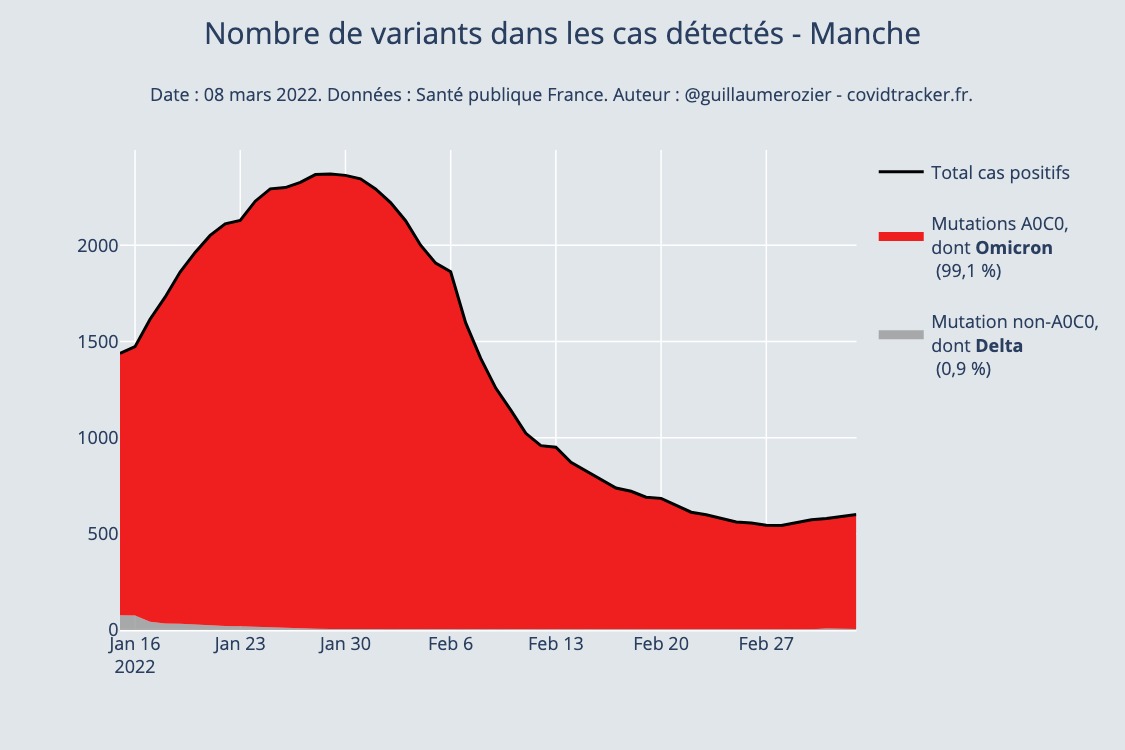 Nombre de variants dans les cas détectés - Manche
Date : 08 mars 2022. Données : Santé publique France. Auteur : @guillaumerozier - covidtracker.fr.
Total cas positifs
Mutations A0C0,
dont Omicron
(99,1 %)
Mutation non-A0C0,
dont Delta
(0,9 %)
2000
1500
1000
500
0
Jan 16 Jan 23 Jan 30 Feb 6 Feb 13 Feb 20 Feb 27
2022